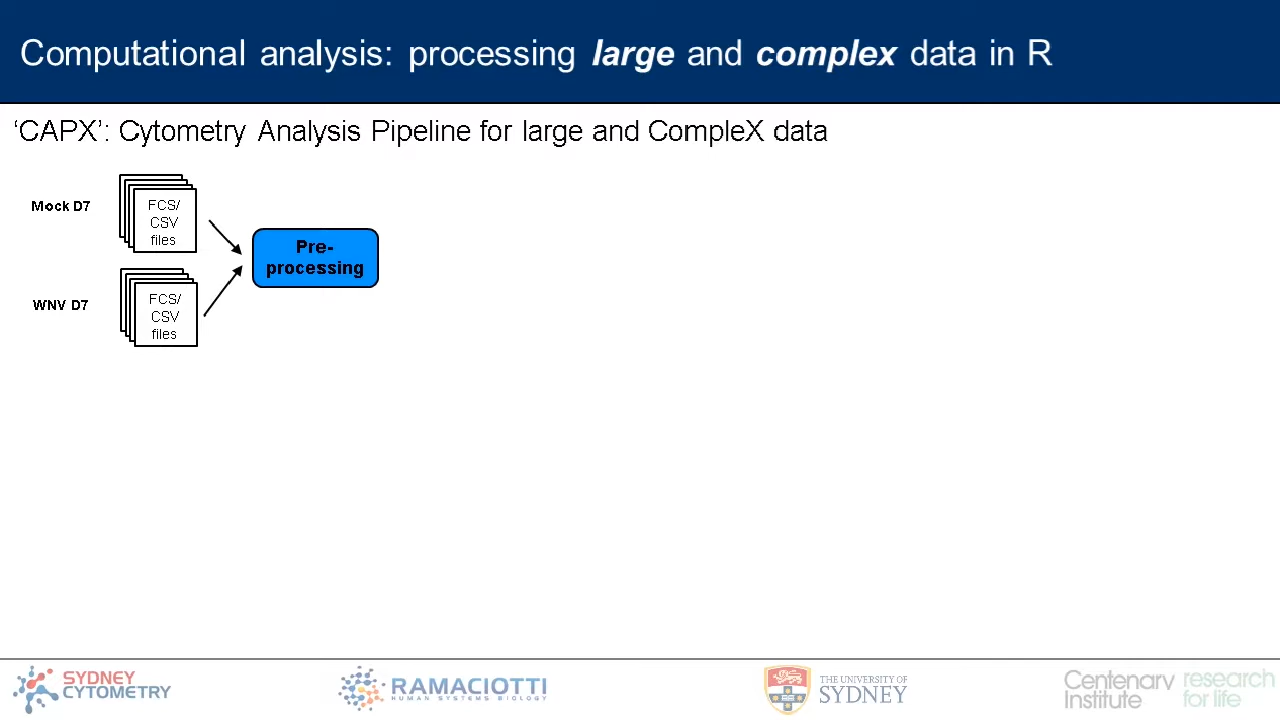 Computational analysis: processing large and complex data in R
‘CAPX’: Cytometry Analysis Pipeline for large and CompleX data
Mock D7
FCS/
CSV
files
Pre-
processing
WNV D7
FCS/
CSV
files
SYDNEY
CYTOMETRY
RAMACIOTTI
HUMAN SYSTEMS BIOLOGY
THE UNIVERSITY OF
SYDNEY
Centenary
Institute
research
for life